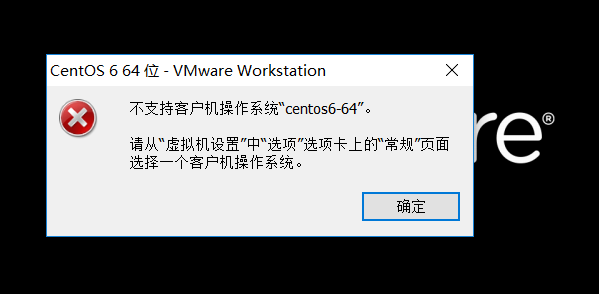 CentOS 6 64 位 - VMware Workstation
不支持客户机操作系统“centos6-64”。
请从“虚拟机设置”中“选项”选项卡上的“常规”页面
选择一个客户机操作系统。
re®
确定